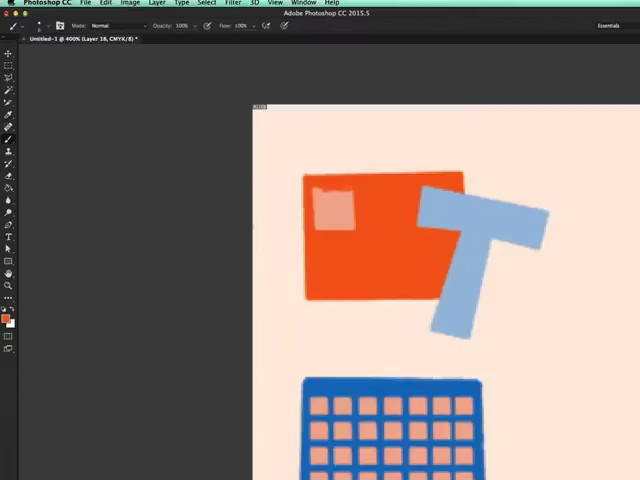 Photoshop CC File Edit Image Layer Type Select Filter 3D View Window Help
Adobe Photoshop CC 2015.5
Mode: Normal Opacity: 100% Flow: 100% Essentials
Untitled-1 @ 400% (Layer 18, CMYK/8) *
T